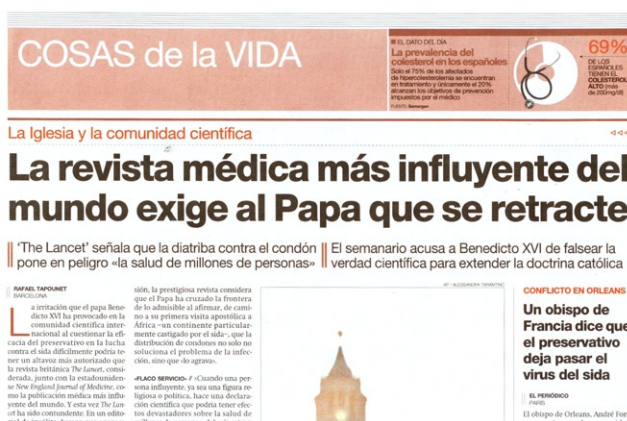 COSAS de la VIDA
EL DATO DEL DÍA
La prevalencia del
colesterol en los españoles
Solo el 75% de los afectados
de hipercolesterolemia se encuentran
en tratamiento y únicamente el 20%
alcanzan los objetivos de prevención
impuestos por el médico
FUENTE: Semergen
69%
DE LOS
ESPAÑOLES
TIENEN EL
COLESTEROL
ALTO (más
de 200mg/dl)
La Iglesia y la comunidad científica
La revista médica más influyente del
mundo exige al Papa que se retracte
'The Lancet' señala que la diatriba contra el condón
pone en peligro «la salud de millones de personas»
El semanario acusa a Benedicto XVI de falsear la
verdad científica para extender la doctrina católica
RAFAEL TAPOUNET
BARCELONA
La irritación que el papa Bene-
dicto XVI ha provocado en la
comunidad científica inter-
nacional al cuestionar la efi-
cacia del preservativo en la lucha
contra el sida difícilmente podría te-
ner un altavoz más autorizado que
la revista británica The Lancet, consi-
derada, junto con la estadouniden-
se New England Journal of Medicine, co-
mo la publicación médica más influ-
yente del mundo. Y esta vez The Lan-
cet ha sido contundente. En un edito-
sión, la prestigiosa revista considera
que el Papa ha cruzado la frontera
de lo admisible al afirmar, de cami-
no a su primera visita apostólica a
África –un continente particular-
mente castigado por el sida–, que la
distribución de condones no solo no
soluciona el problema de la infec-
ción, sino que «lo agrava».
«FLACO SERVICIO» // «Cuando una per-
sona influyente, ya sea una figura re-
ligiosa o política, hace una declara-
ción científica que podría tener efec-
tos devastadores sobre la salud de
AP / ALESSANDRA TARANTINO
CONFLICTO EN ORLEANS
Un obispo de
Francia dice que
el preservativo
deja pasar el
virus del sida
EL PERIÓDICO
PARÍS
El obispo de Orleans, André Fort